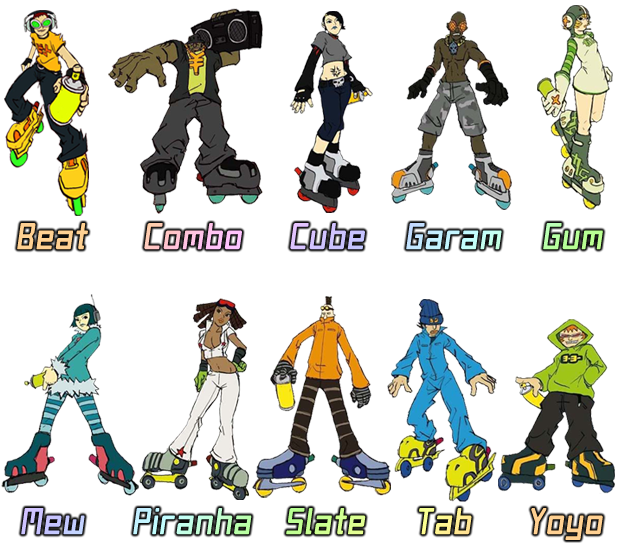 Beat Combo Cube Garam Gum
Mew Piranha Slate Tab Yoyo